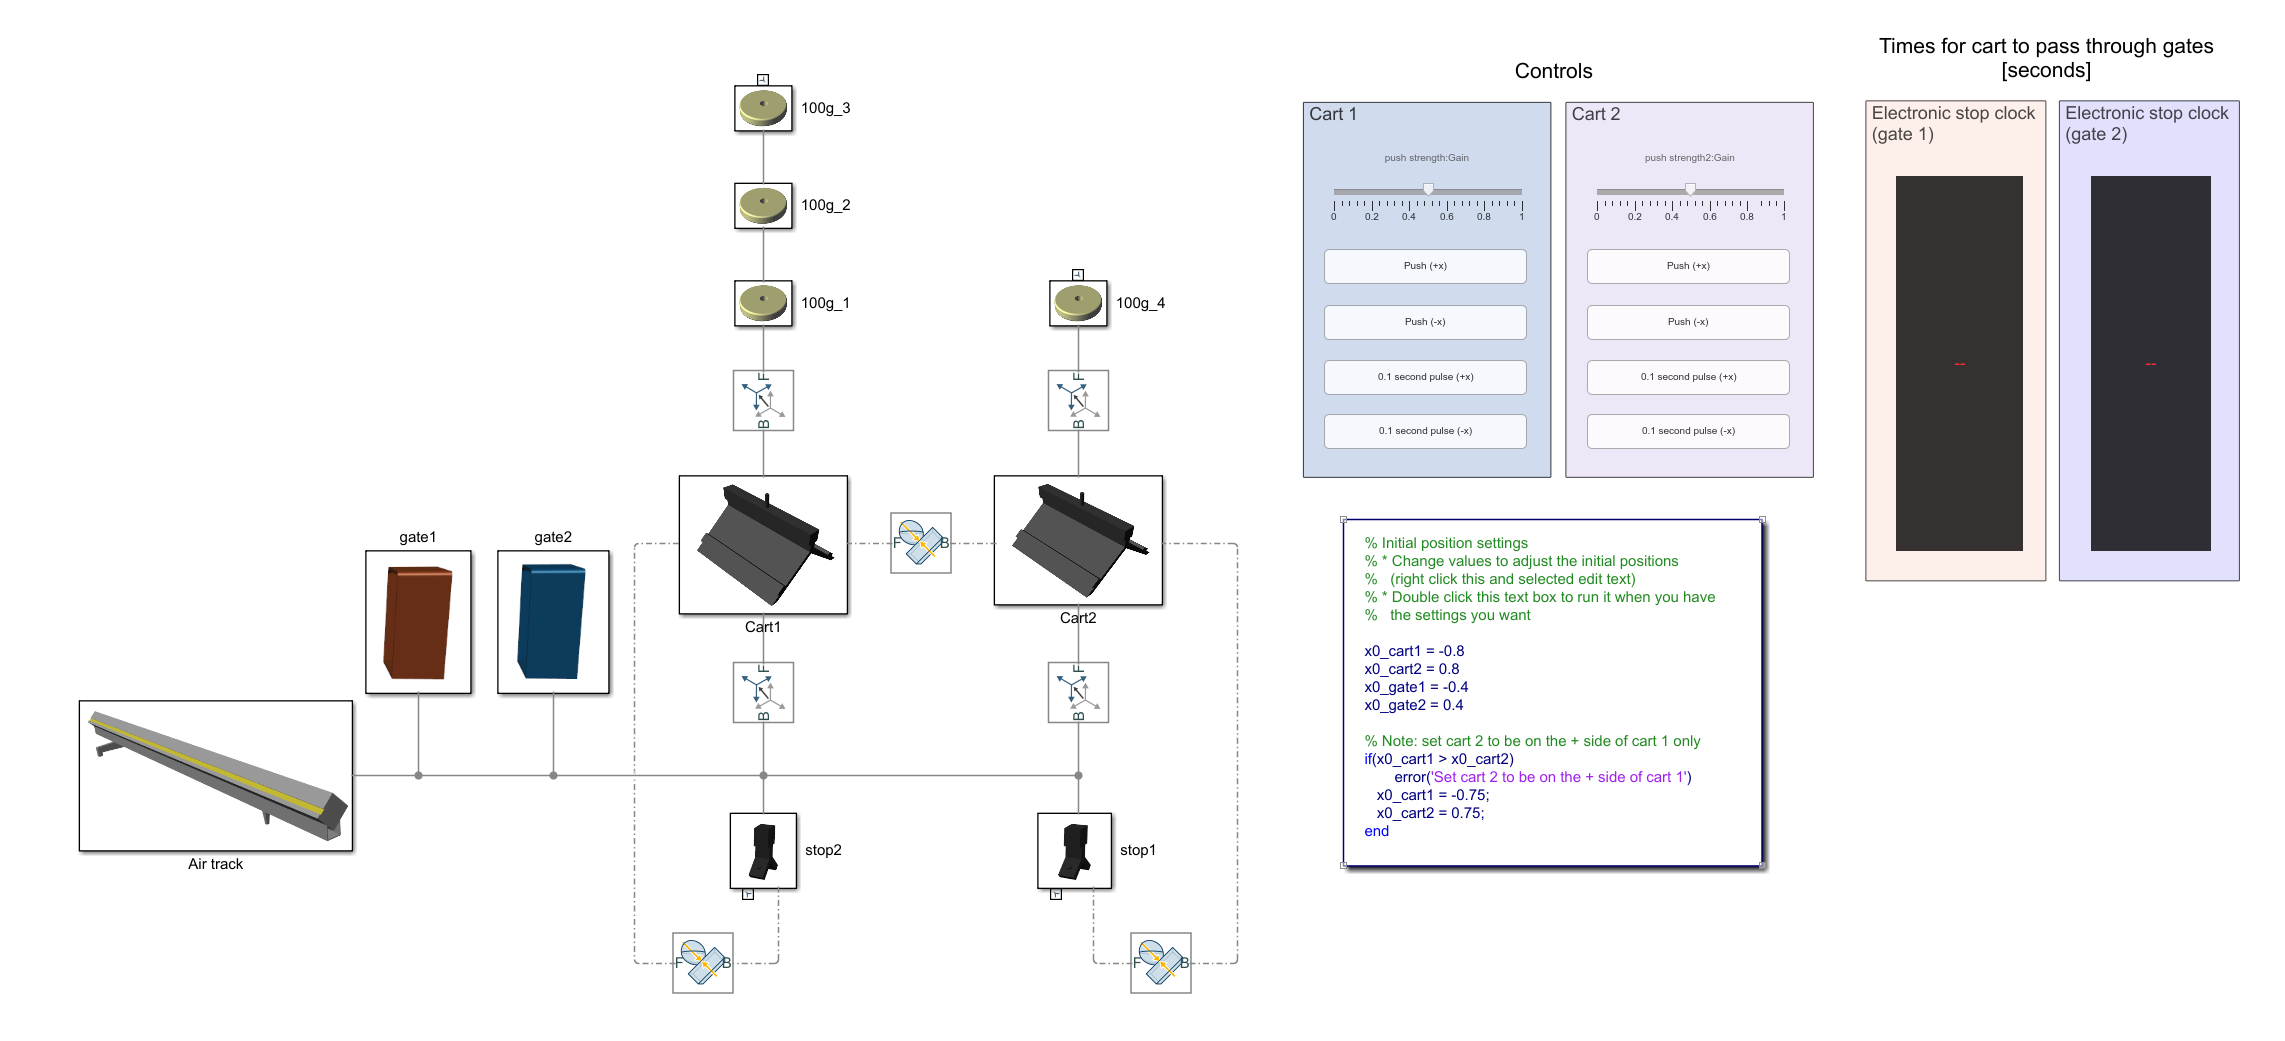 Times for cart to pass through gates
[seconds]
Controls
100g_3
100g_2
100g_1
100g_4
F
B
F
B
Cart 1
push strength:Gain
0 0.2 0.4 0.6 0.8 1
Push (+x)
Push (-x)
0.1 second pulse (+x)
0.1 second pulse (-x)
Cart 2
push strength2:Gain
0 0.2 0.4 0.6 0.8 1
Push (+x)
Push (-x)
0.1 second pulse (+x)
0.1 second pulse (-x)
Electronic stop clock
(gate 1)
--
Electronic stop clock
(gate 2)
--
gate1
gate2
F B
Cart1
Cart2
F
B
F
B
Air track
stop2
stop1
F B
F B
% Initial position settings
% * Change values to adjust the initial positions
% (right click this and selected edit text)
% * Double click this text box to run it when you have
% the settings you want
x0_cart1 = -0.8
x0_cart2 = 0.8
x0_gate1 = -0.4
x0_gate2 = 0.4
% Note: set cart 2 to be on the + side of cart 1 only
if(x0_cart1 > x0_cart2)
error('Set cart 2 to be on the + side of cart 1')
x0_cart1 = -0.75;
x0_cart2 = 0.75;
end